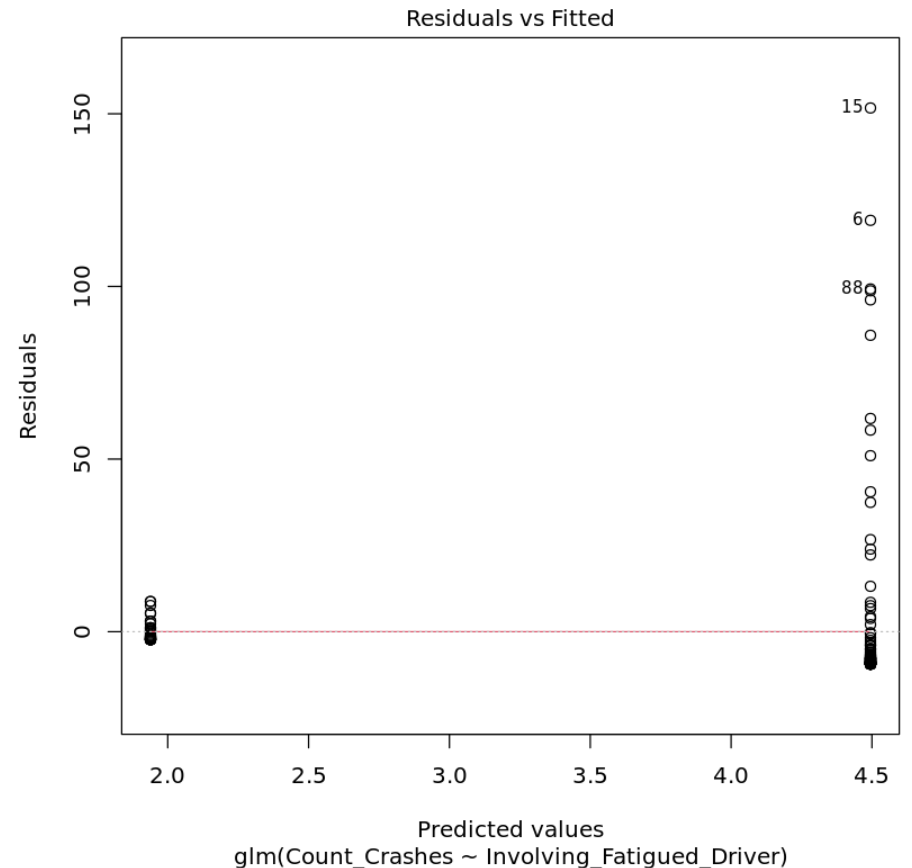 Residuals vs Fitted
150
100
50
0
Residuals
15
6
88
2.0 2.5 3.0 3.5 4.0 4.5
Predicted values
glm(Count_Crashes ~ Involving_Fatigued_Driver)